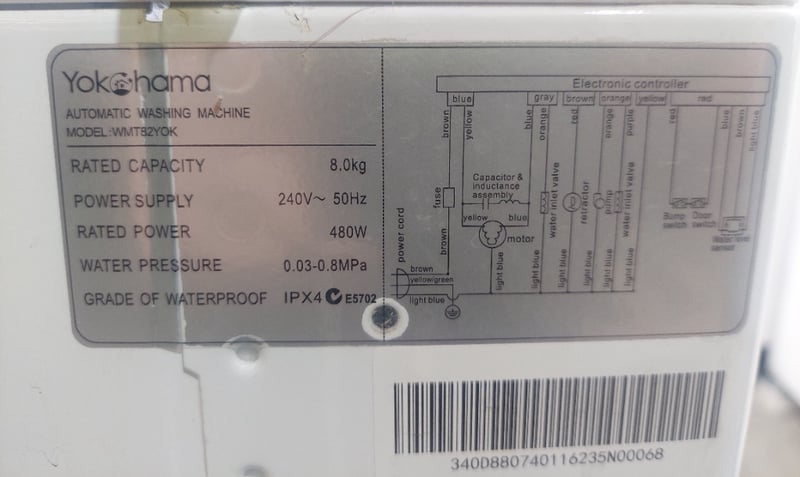 Yokohama
AUTOMATIC WASHING MACHINE
MODEL:WMT82YOK
RATED CAPACITY 8.0kg
POWER SUPPLY 240V~ 50Hz
RATED POWER 480W
WATER PRESSURE 0.03-0.8MPa
GRADE OF WATERPROOF IPX4 E5702
Electronic controller
blue gray brown orange yellow red
brown
yellow
blue
orange
red
orange
purple
red
blue
brown
light blue
fuse
Capacitor &
inductance
assembly
yellow blue
motor
water inlet valve
retractor
pump
water inlet valve
Bump
switch
Door
switch
Water level
sensor
power cord
brown
brown
yellow/green
light blue
light blue
light blue
light blue
light blue
light blue
340D880740116235N00068